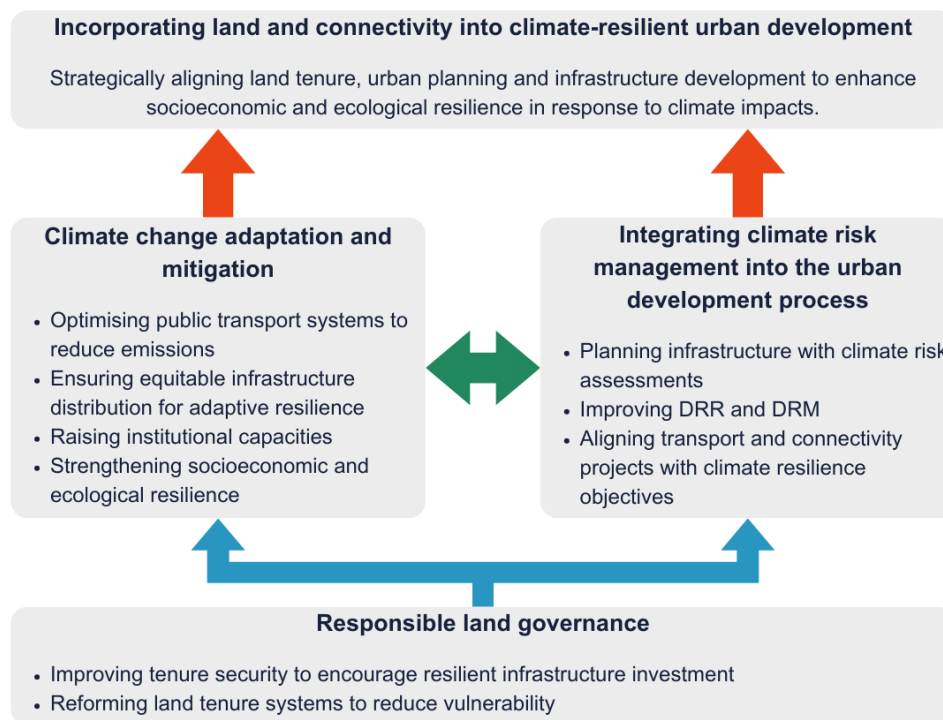 Incorporating land and connectivity into climate-resilient urban development
Strategically aligning land tenure, urban planning and infrastructure development to enhance
socioeconomic and ecological resilience in response to climate impacts.
Climate change adaptation and
mitigation
• Optimising public transport systems to
reduce emissions
• Ensuring equitable infrastructure
distribution for adaptive resilience
• Raising institutional capacities
• Strengthening socioeconomic and
ecological resilience
Integrating climate risk
management into the urban
development process
• Planning infrastructure with climate risk
assessments
• Improving DRR and DRM
• Aligning transport and connectivity
projects with climate resilience
objectives
Responsible land governance
• Improving tenure security to encourage resilient infrastructure investment
• Reforming land tenure systems to reduce vulnerability